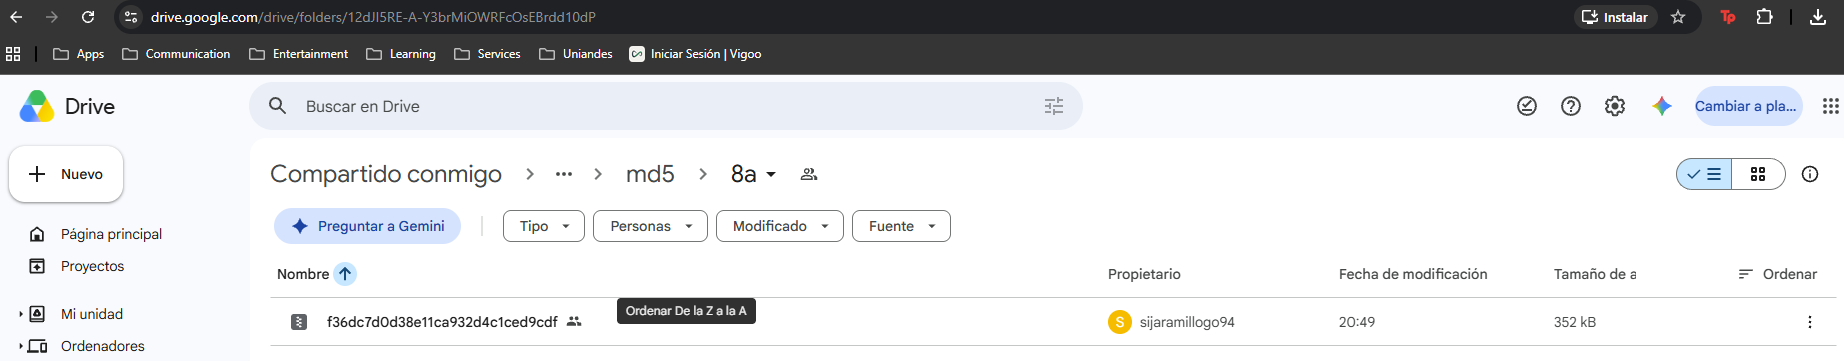 drive.google.com/drive/folders/12dJI5RE-A-Y3brMiOWRFcOsEBrdd10dP
Instalar
Tp
Apps Communication Entertainment Learning Services Uniandes Iniciar Sesión | Vigoo
Drive
Buscar en Drive
Cambiar a pla...
Nuevo
Compartido conmigo > ... > md5 > 8a
Preguntar a Gemini
Tipo Personas Modificado Fuente
Página principal
Proyectos
Mi unidad
Ordenadores
Nombre Propietario Fecha de modificación Tamaño de a Ordenar
Ordenar De la Z a la A
f36dc7d0d38e11ca932d4c1ced9cdf S sijaramillogo94 20:49 352 kB